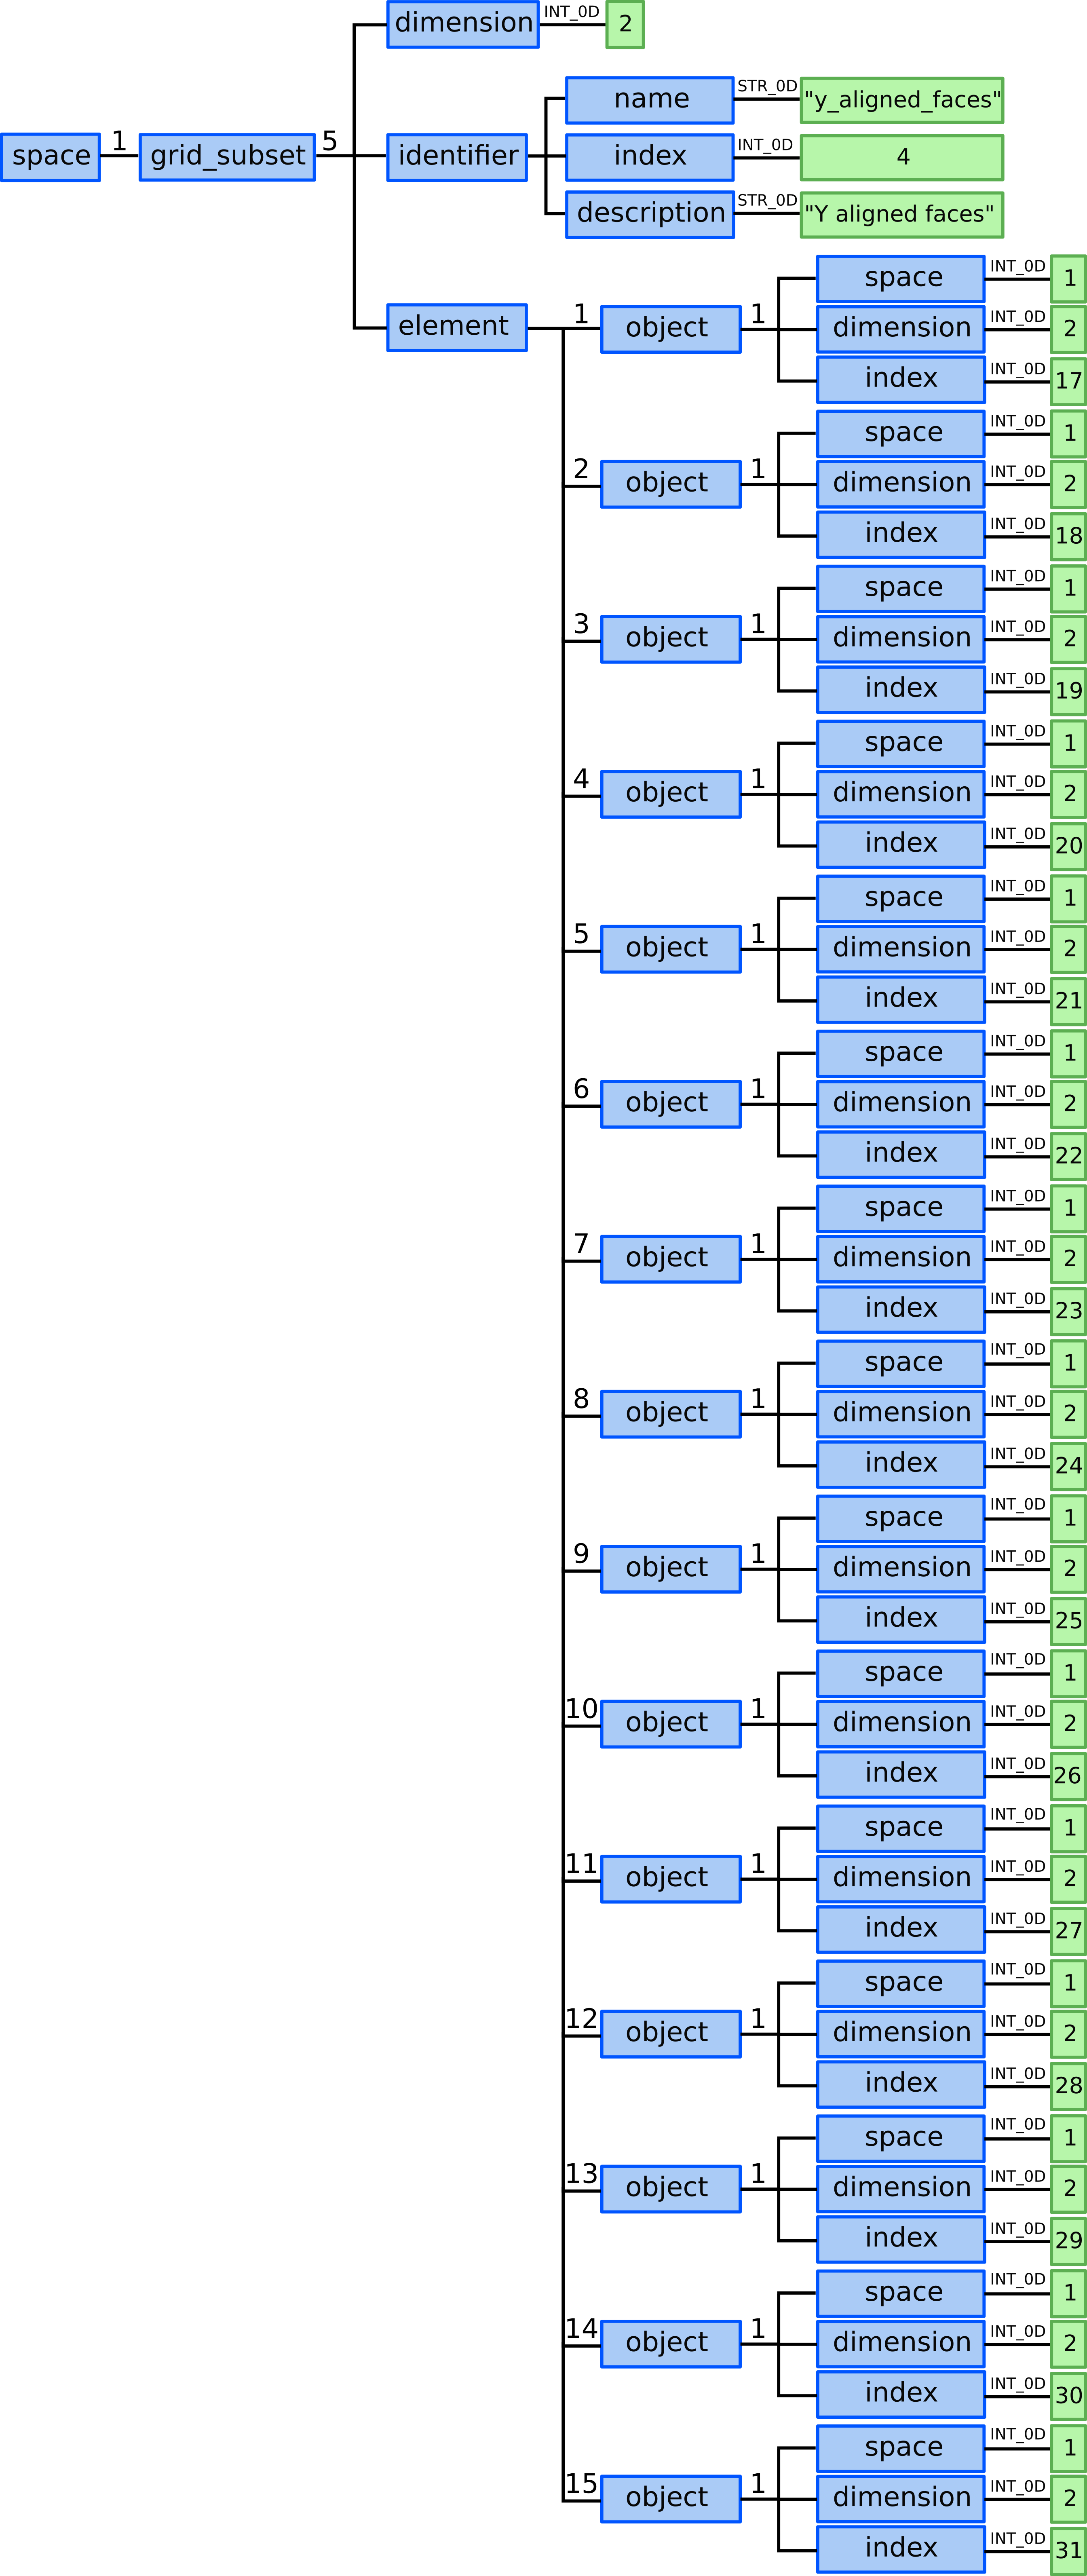 dimension INT_0D 2
name STR_0D "y_aligned_faces"
space 1 grid_subset 5 identifier index INT_0D 4
description STR_0D "Y aligned faces"
space INT_0D 1
element 1 object 1 dimension INT_0D 2
index INT_0D 17
space INT_0D 1
2 object 1 dimension INT_0D 2
index INT_0D 18
space INT_0D 1
3 object 1 dimension INT_0D 2
index INT_0D 19
space INT_0D 1
4 object 1 dimension INT_0D 2
index INT_0D 20
space INT_0D 1
5 object 1 dimension INT_0D 2
index INT_0D 21
space INT_0D 1
6 object 1 dimension INT_0D 2
index INT_0D 22
space INT_0D 1
7 object 1 dimension INT_0D 2
index INT_0D 23
space INT_0D 1
8 object 1 dimension INT_0D 2
index INT_0D 24
space INT_0D 1
9 object 1 dimension INT_0D 2
index INT_0D 25
space INT_0D 1
10 object 1 dimension INT_0D 2
index INT_0D 26
space INT_0D 1
11 object 1 dimension INT_0D 2
index INT_0D 27
space INT_0D 1
12 object 1 dimension INT_0D 2
index INT_0D 28
space INT_0D 1
13 object 1 dimension INT_0D 2
index INT_0D 29
space INT_0D 1
14 object 1 dimension INT_0D 2
index INT_0D 30
space INT_0D 1
15 object 1 dimension INT_0D 2
index INT_0D 31